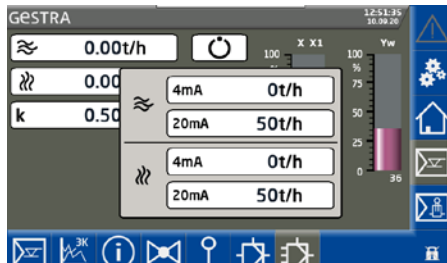 GESTRA
12:51:35
10.09.20
0.00t/h
X X1
Yw
100
%
100
%
75
50
25
0
36
0.00
k
0.50
4mA 0t/h
20mA 50t/h
4mA 0t/h
20mA 50t/h
3K